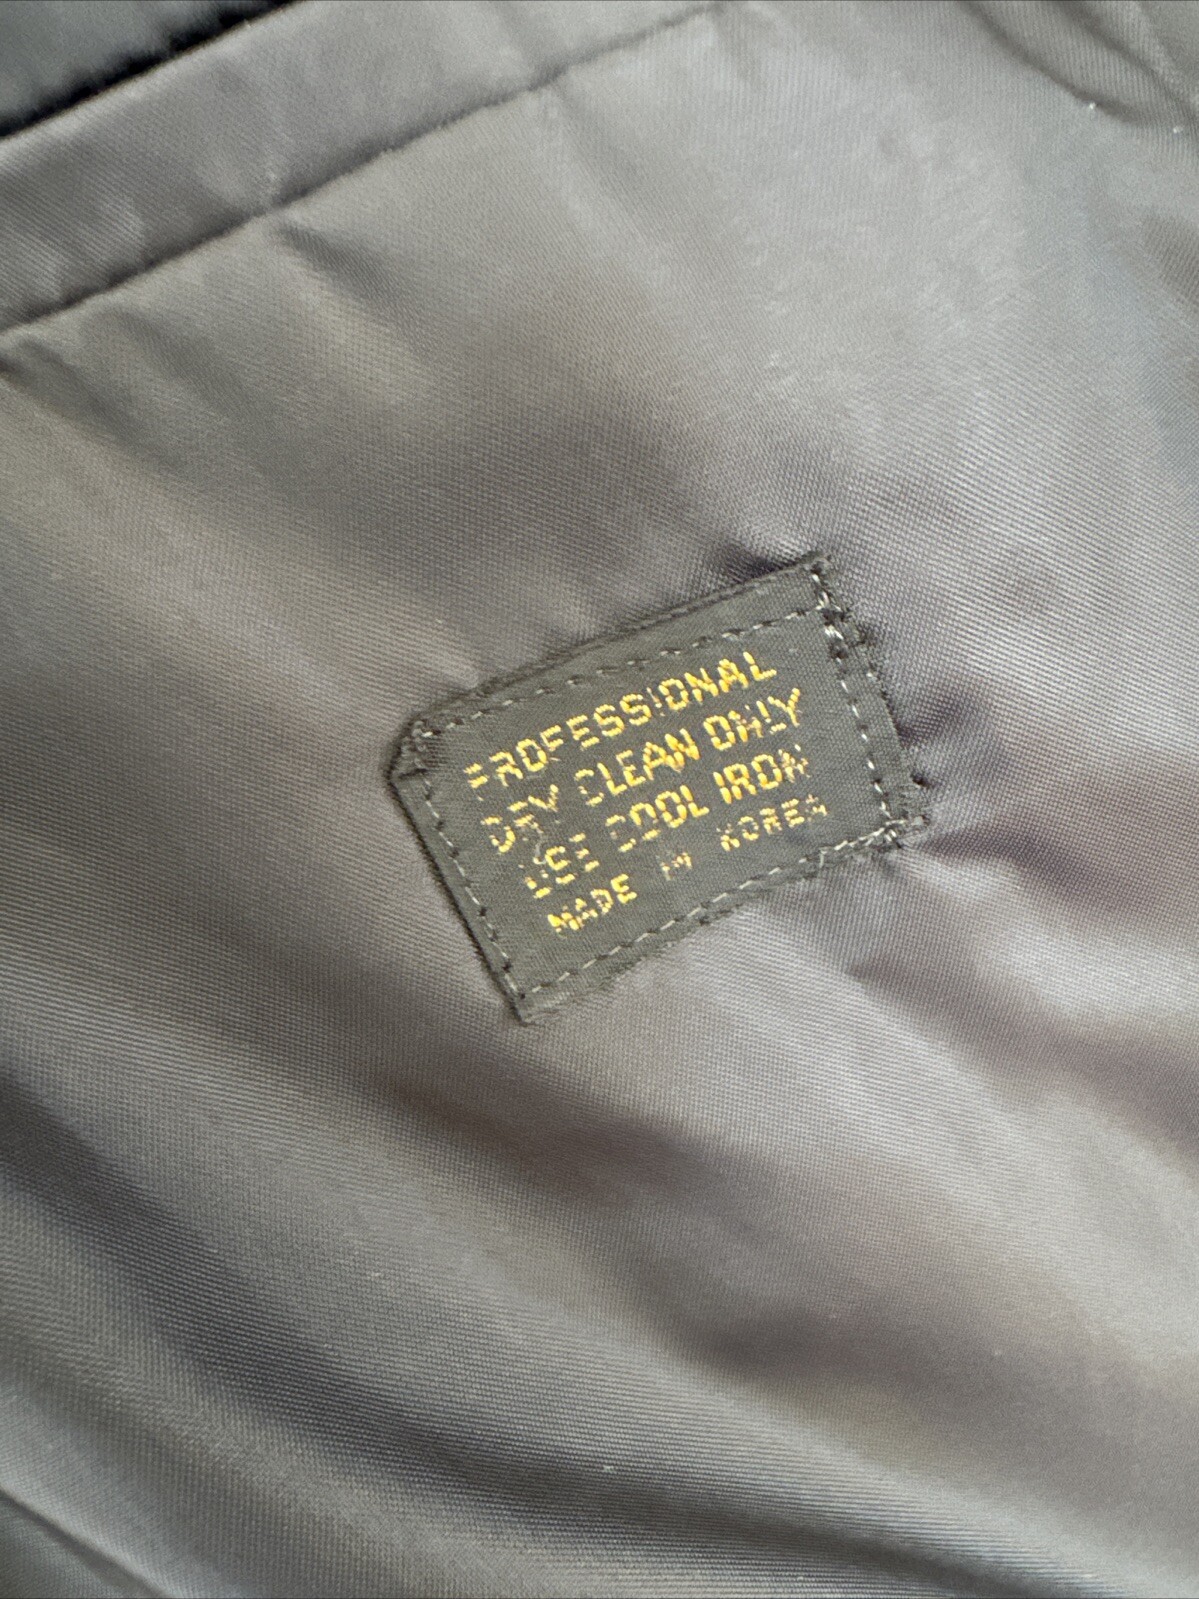 PROFESSIONAL
DRY CLEAN ONLY
USE COOL IRON
MADE IN KOREA